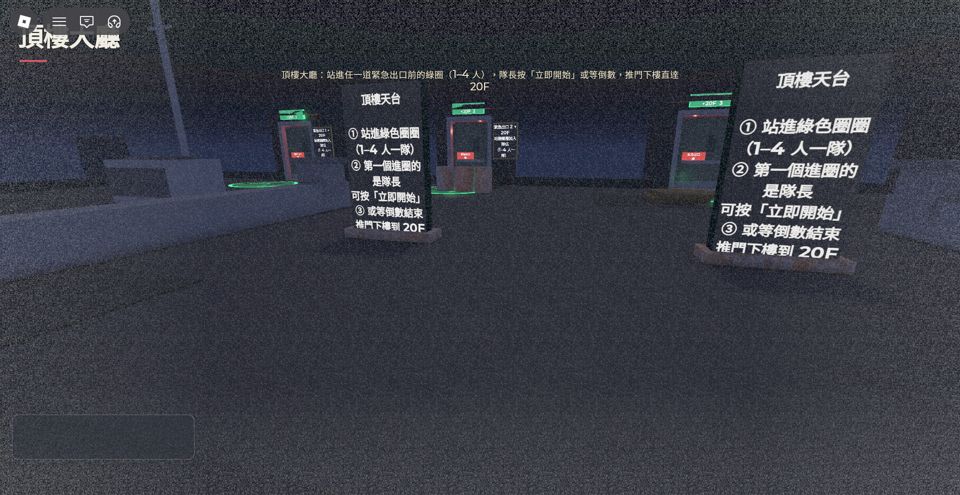 頂樓大廳
頂樓大廳：站進任一道緊急出口前的綠圈（1–4 人），隊長按「立即開始」或等倒數，推門下樓直達
20F
頂樓天台
① 站進綠色圈圈
（1–4 人一隊）
② 第一個進圈的
是隊長
可按「立即開始」
③ 或等倒數結束
推門下樓到 20F
頂樓天台
① 站進綠色圈圈
（1–4 人一隊）
② 第一個進圈的
是隊長
可按「立即開始」
③ 或等倒數結束
推門下樓到 20F